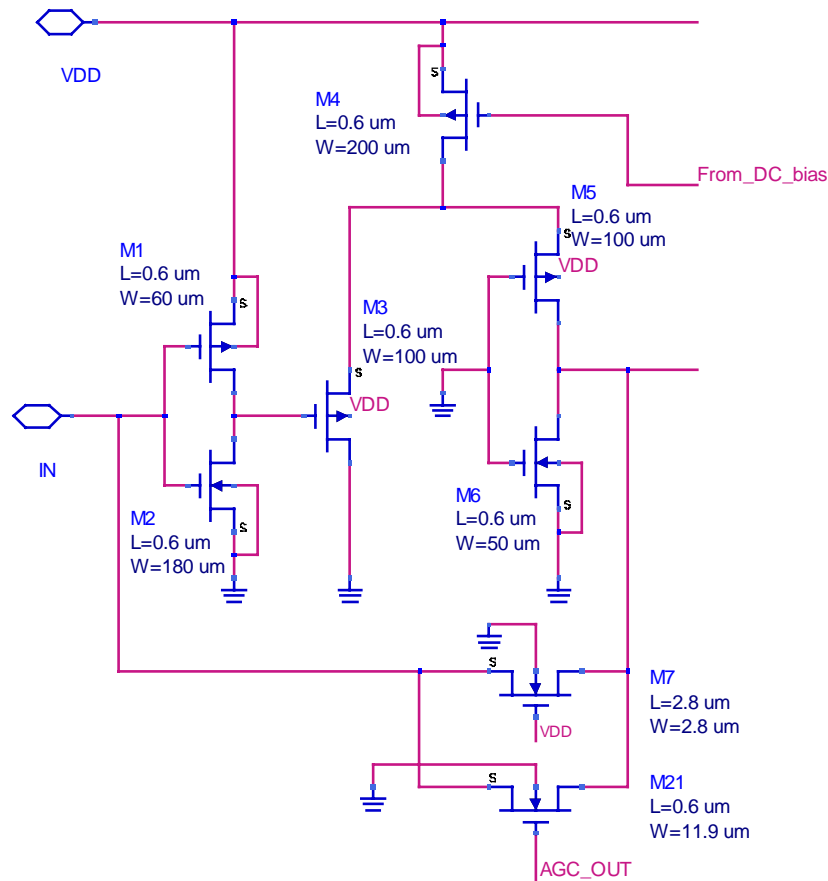 VDD
S
M4
L=0.6 um
W=200 um
From_DC_bias
M5
L=0.6 um
W=100 um
S
VDD
M1
L=0.6 um
W=60 um
S
M3
L=0.6 um
W=100 um
S
VDD
IN
M2
L=0.6 um
W=180 um
S
M6
L=0.6 um
W=50 um
S
S
M7
L=2.8 um
W=2.8 um
VDD
S
M21
L=0.6 um
W=11.9 um
AGC_OUT